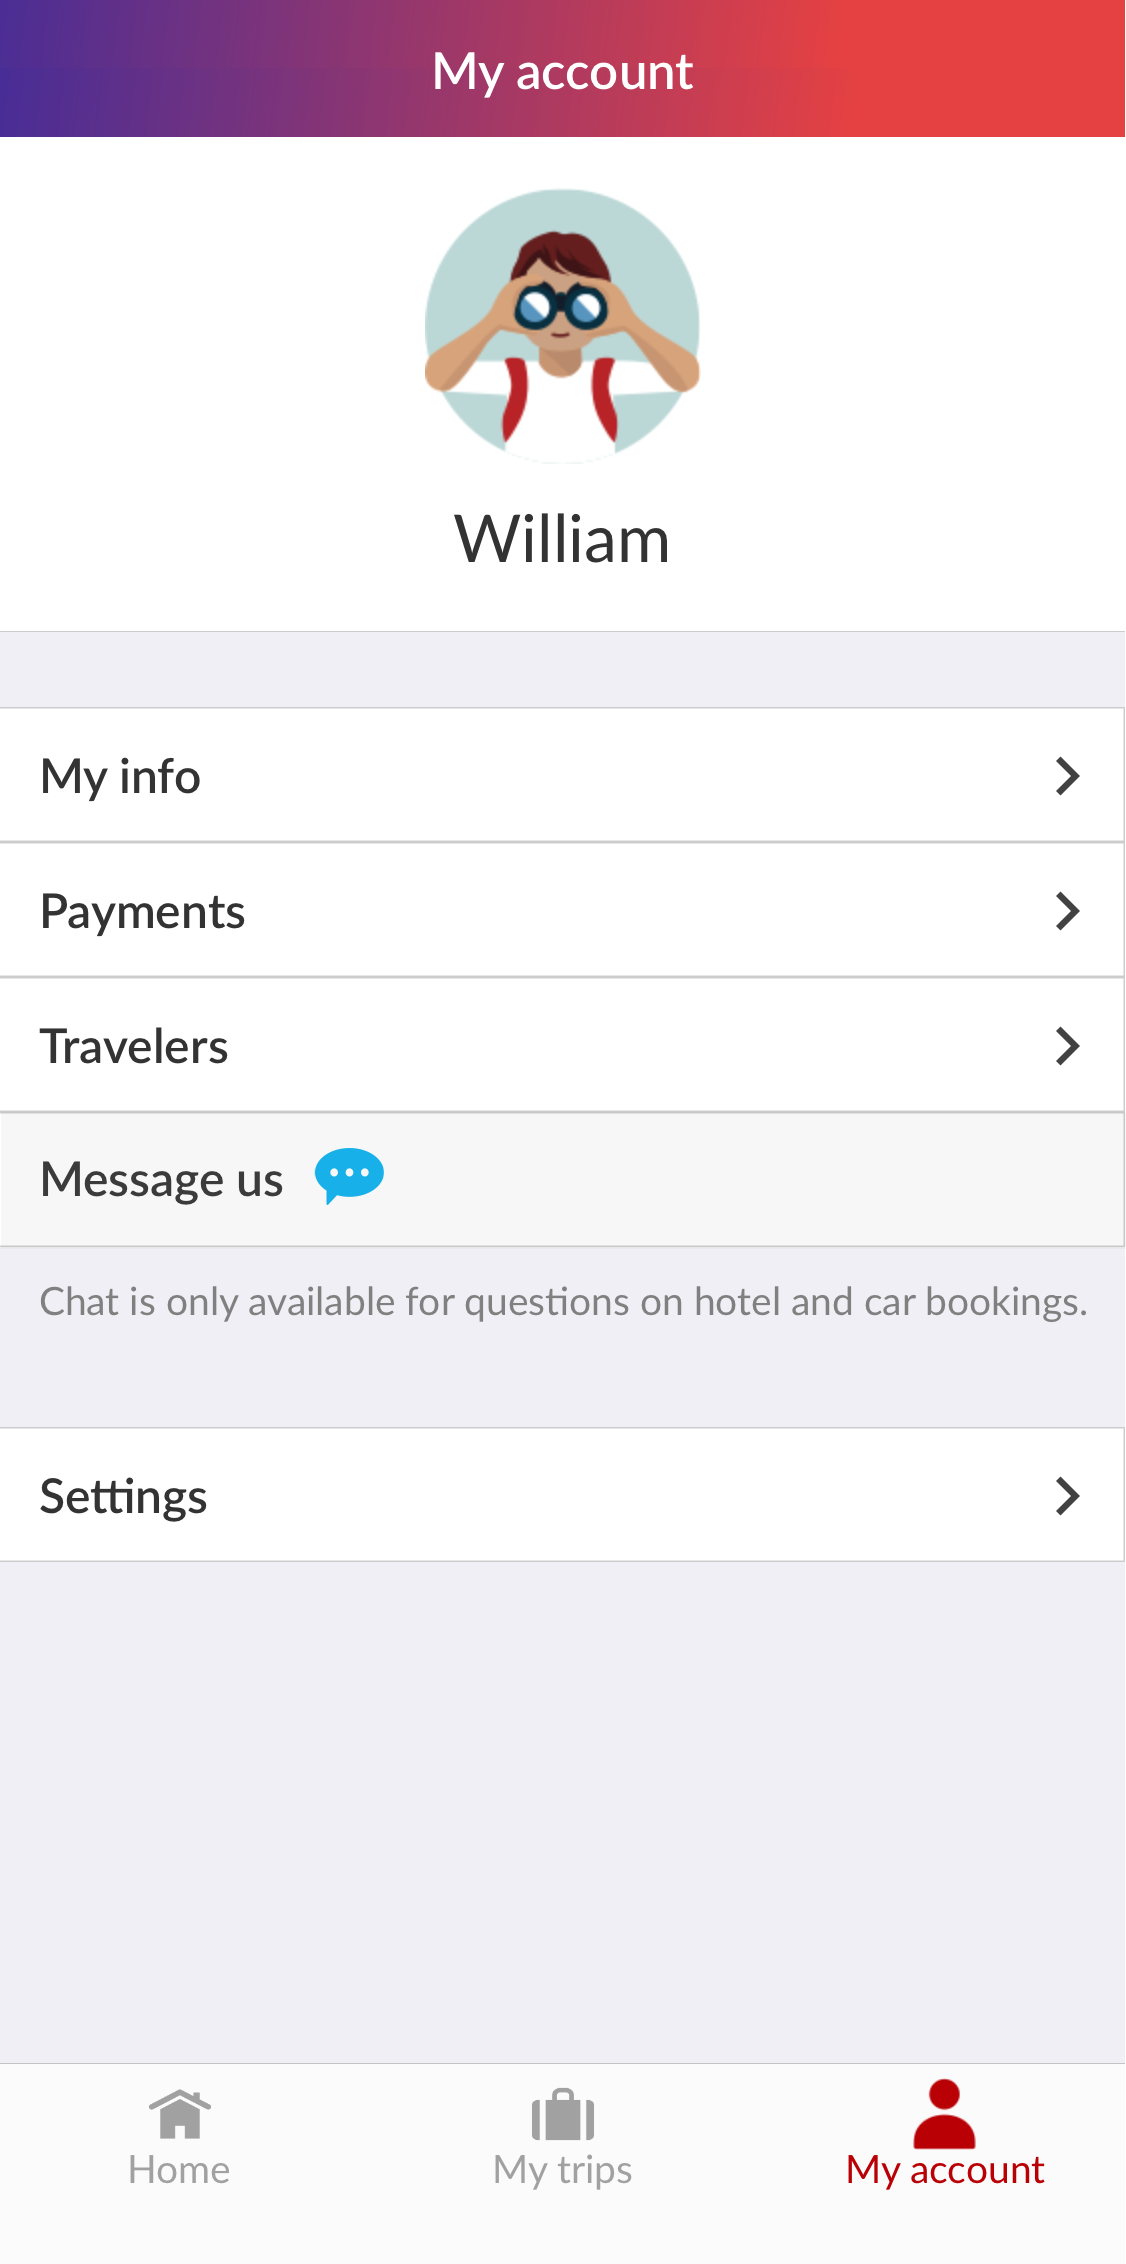 My account
William
My info
Payments
Travelers
Message us
Chat is only available for questions on hotel and car bookings.
Settings
Home
My trips
My account